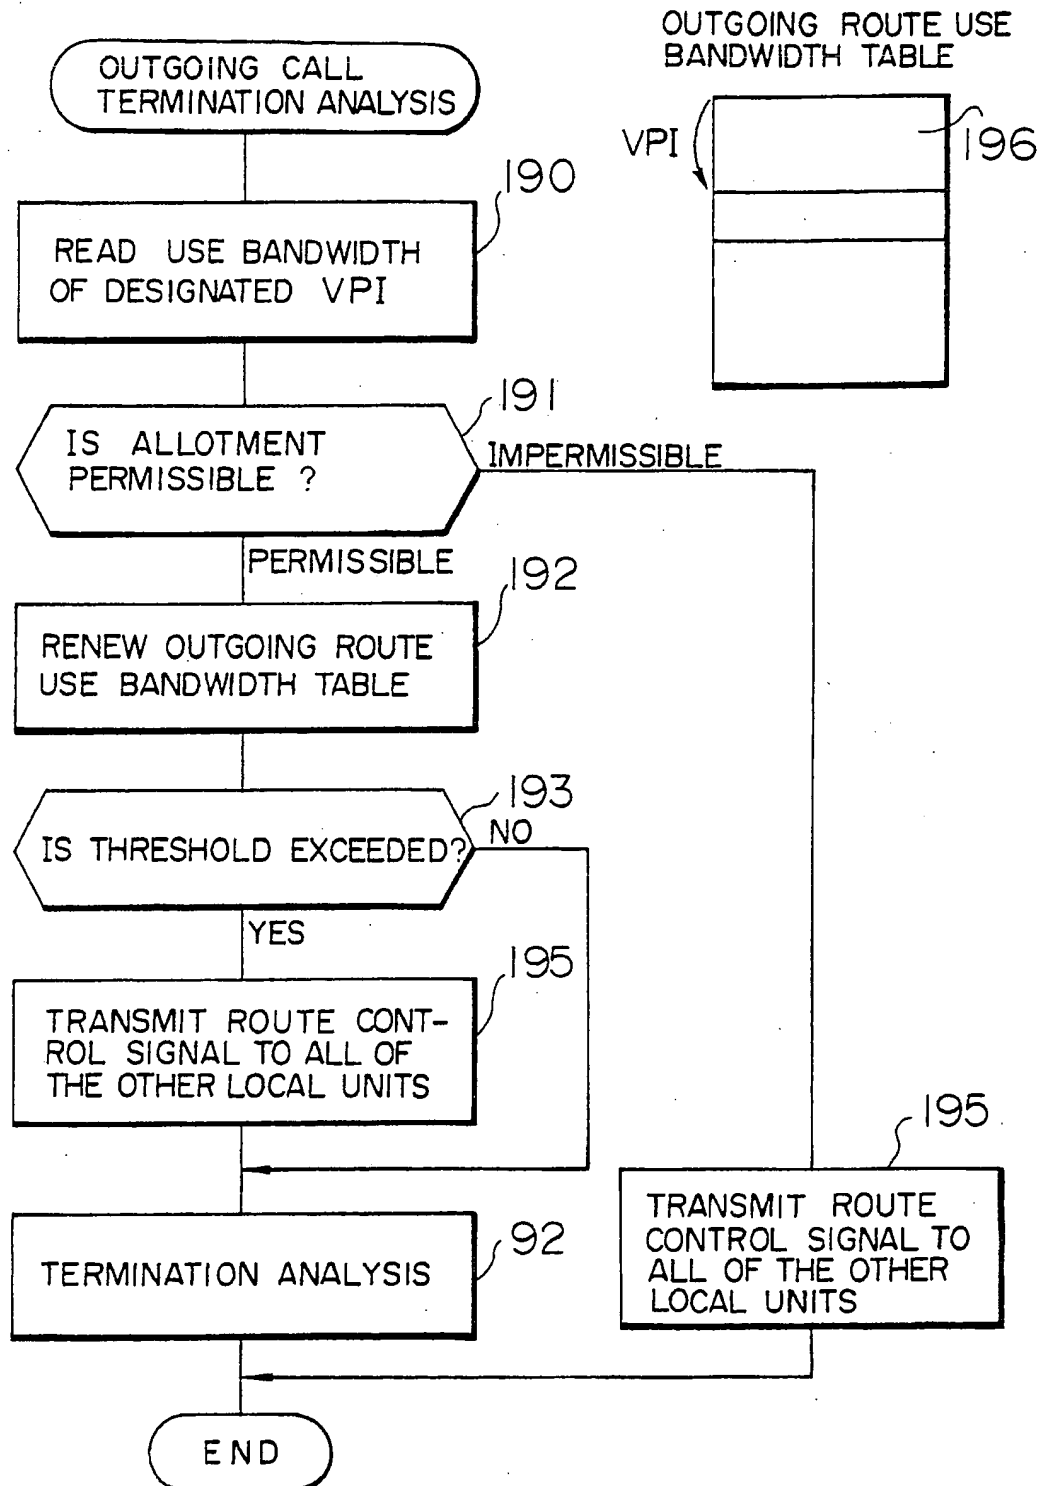 OUTGOING CALL
TERMINATION ANALYSIS
OUTGOING ROUTE USE
BANDWIDTH TABLE
VPI
196
190
READ USE BANDWIDTH
OF DESIGNATED VPI
191
IS ALLOTMENT
PERMISSIBLE ?
IMPERMISSIBLE
PERMISSIBLE
192
RENEW OUTGOING ROUTE
USE BANDWIDTH TABLE
193
IS THRESHOLD EXCEEDED?
NO
YES
195
TRANSMIT ROUTE CONT-
ROL SIGNAL TO ALL OF
THE OTHER LOCAL UNITS
195
TRANSMIT ROUTE
CONTROL SIGNAL TO
ALL OF THE OTHER
LOCAL UNITS
92
TERMINATION ANALYSIS
END